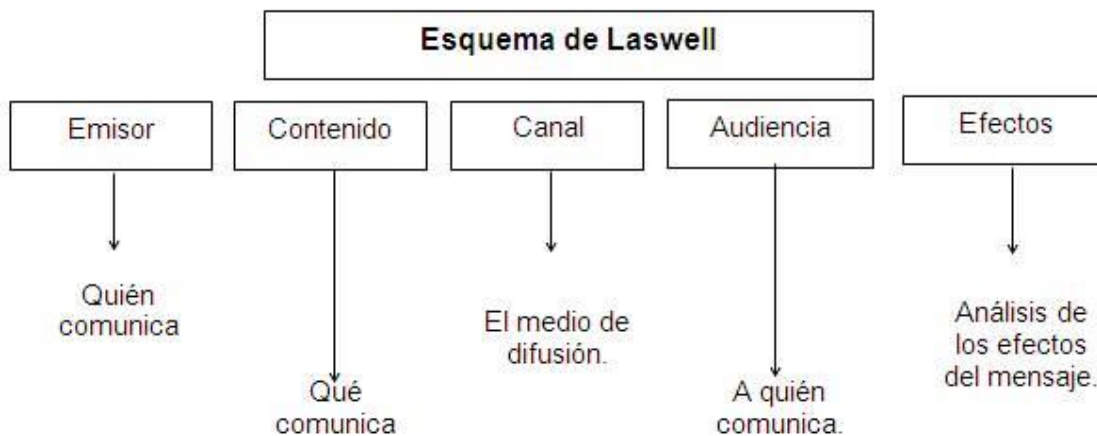 Esquema de Laswell
Emisor
Contenido
Canal
Audiencia
Efectos
Quién
comunica
Qué
comunica
El medio de
difusión.
A quién
comunica.
Análisis de
los efectos
del mensaje.